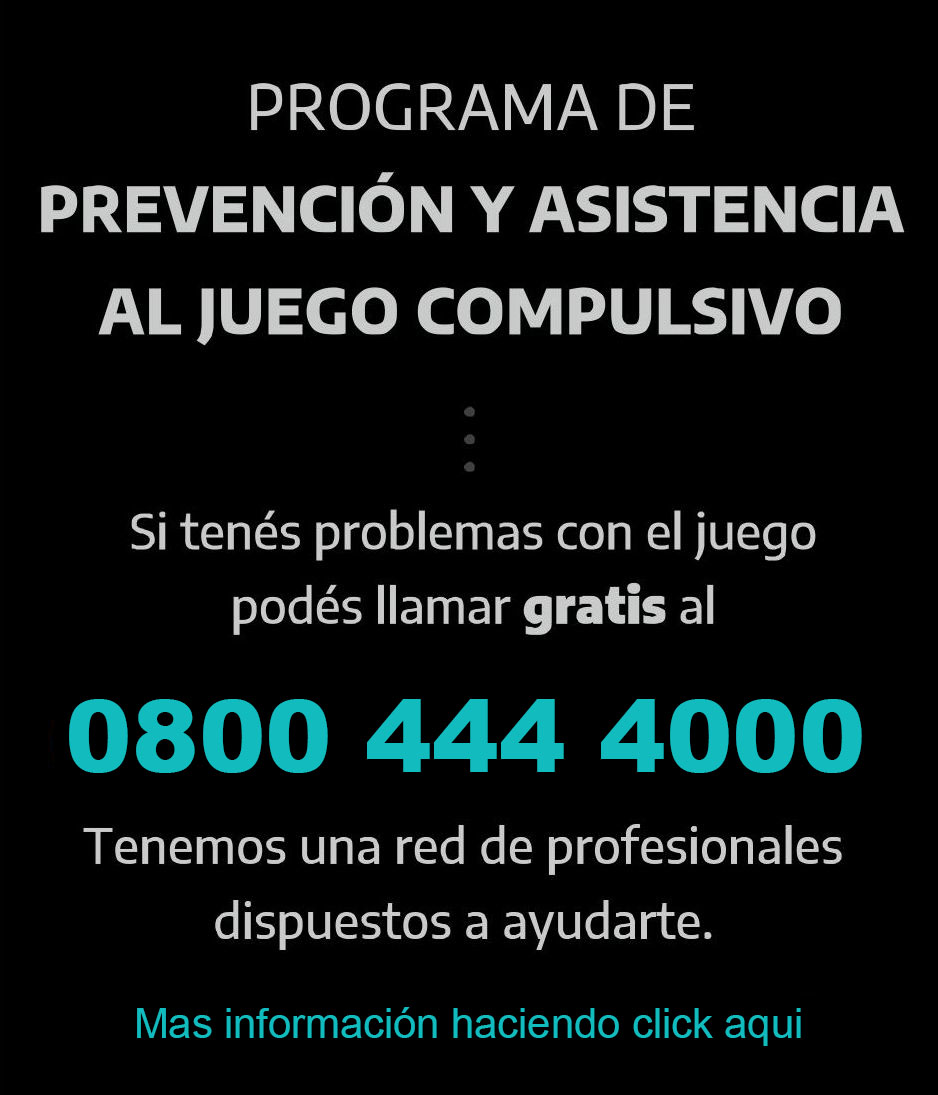 PROGRAMA DE
PREVENCIÓN Y ASISTENCIA
AL JUEGO COMPULSIVO
Si tenés problemas con el juego
podés llamar gratis al
0800 444 4000
Tenemos una red de profesionales
dispuestos a ayudarte.
Mas información haciendo click aqui